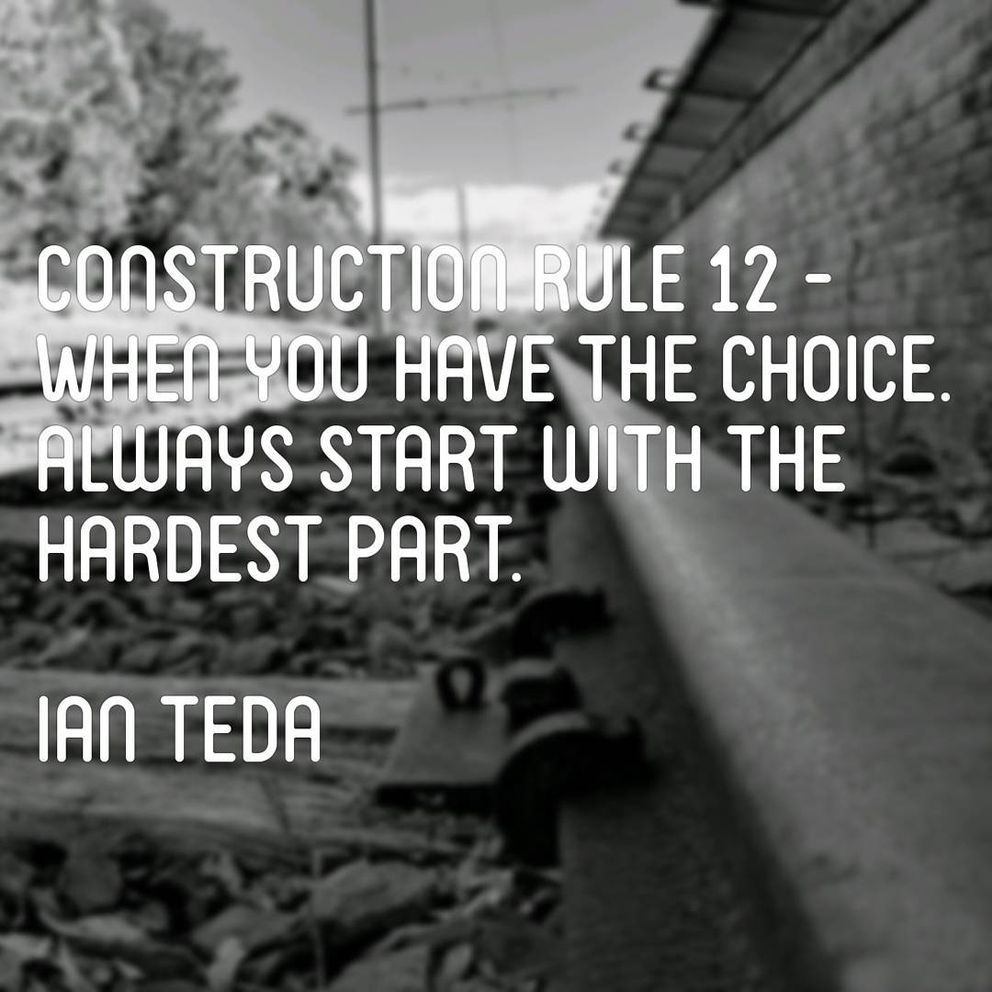 CONSTRUCTION RULE 12 -
WHEN YOU HAVE THE CHOICE.
ALWAYS START WITH THE
HARDEST PART.
IAN TEDA